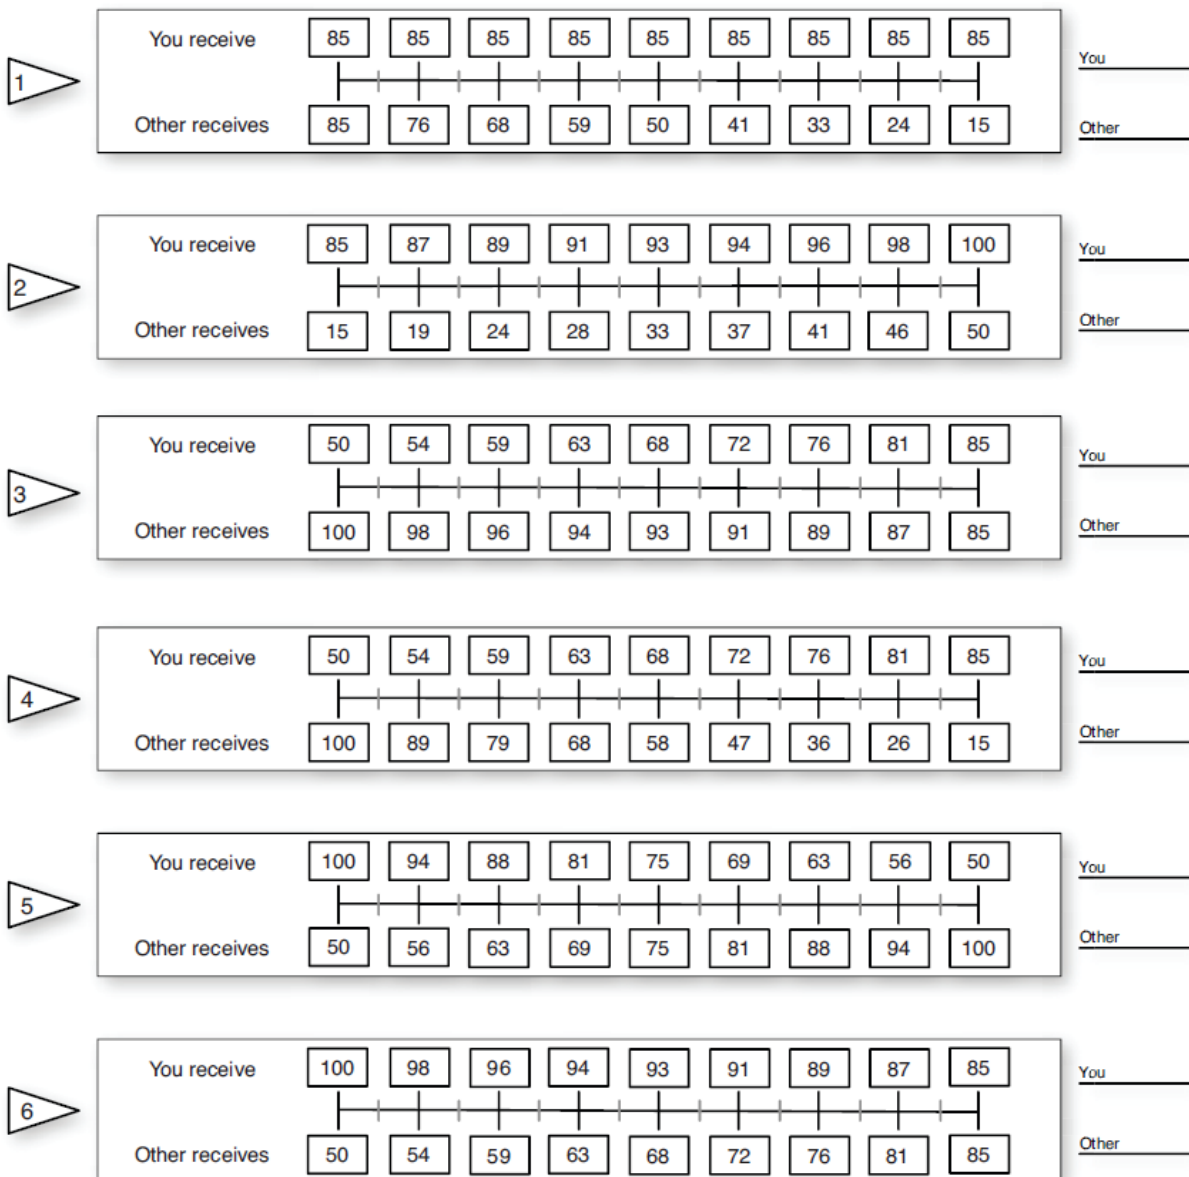 You receive 85 85 85 85 85 85 85 85 85
You
1
Other receives 85 76 68 59 50 41 33 24 15
Other
You receive 85 87 89 91 93 94 96 98 100
You
2
Other receives 15 19 24 28 33 37 41 46 50
Other
You receive 50 54 59 63 68 72 76 81 85
You
3
Other receives 100 98 96 94 93 91 89 87 85
Other
You receive 50 54 59 63 68 72 76 81 85
You
4
Other receives 100 89 79 68 58 47 36 26 15
Other
You receive 100 94 88 81 75 69 63 56 50
You
5
Other receives 50 56 63 69 75 81 88 94 100
Other
You receive 100 98 96 94 93 91 89 87 85
You
6
Other receives 50 54 59 63 68 72 76 81 85
Other